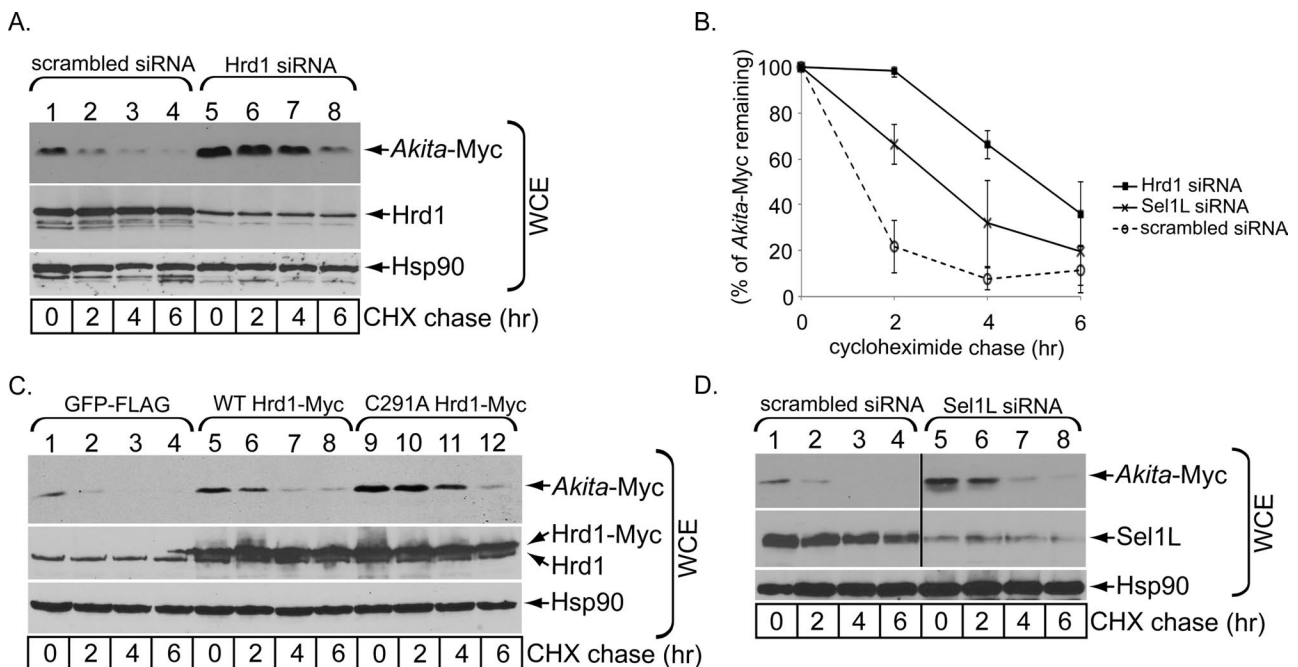 A.
scrambled siRNA Hrd1 siRNA
1 2 3 4 5 6 7 8
Akita-Myc
Hrd1
Hsp90
WCE
0 2 4 6 0 2 4 6 CHX chase (hr)
B.
(% of Akita-Myc remaining)
100
80
60
40
20
0
0 2 4 6
cycloheximide chase (hr)
Hrd1 siRNA
Sel1L siRNA
scrambled siRNA
C.
GFP-FLAG WT Hrd1-Myc C291A Hrd1-Myc
1 2 3 4 5 6 7 8 9 10 11 12
Akita-Myc
Hrd1-Myc
Hrd1
Hsp90
WCE
0 2 4 6 0 2 4 6 0 2 4 6 CHX chase (hr)
D.
scrambled siRNA Sel1L siRNA
1 2 3 4 5 6 7 8
Akita-Myc
Sel1L
Hsp90
WCE
0 2 4 6 0 2 4 6 CHX chase (hr)